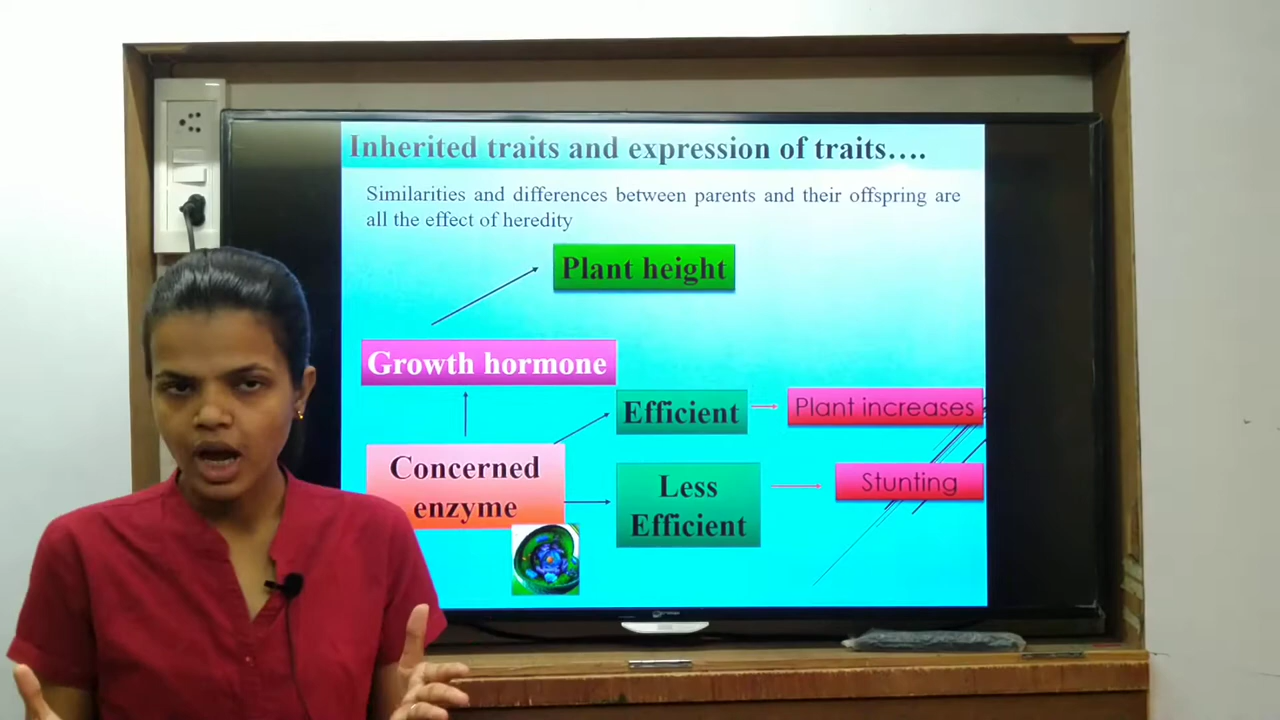 Inherited traits and expression of traits....
Similarities and differences between parents and their offspring are
all the effect of heredity
Plant height
Growth hormone
Efficient
Plant increases
Concerned
enzyme
Less
Efficient
Stunting